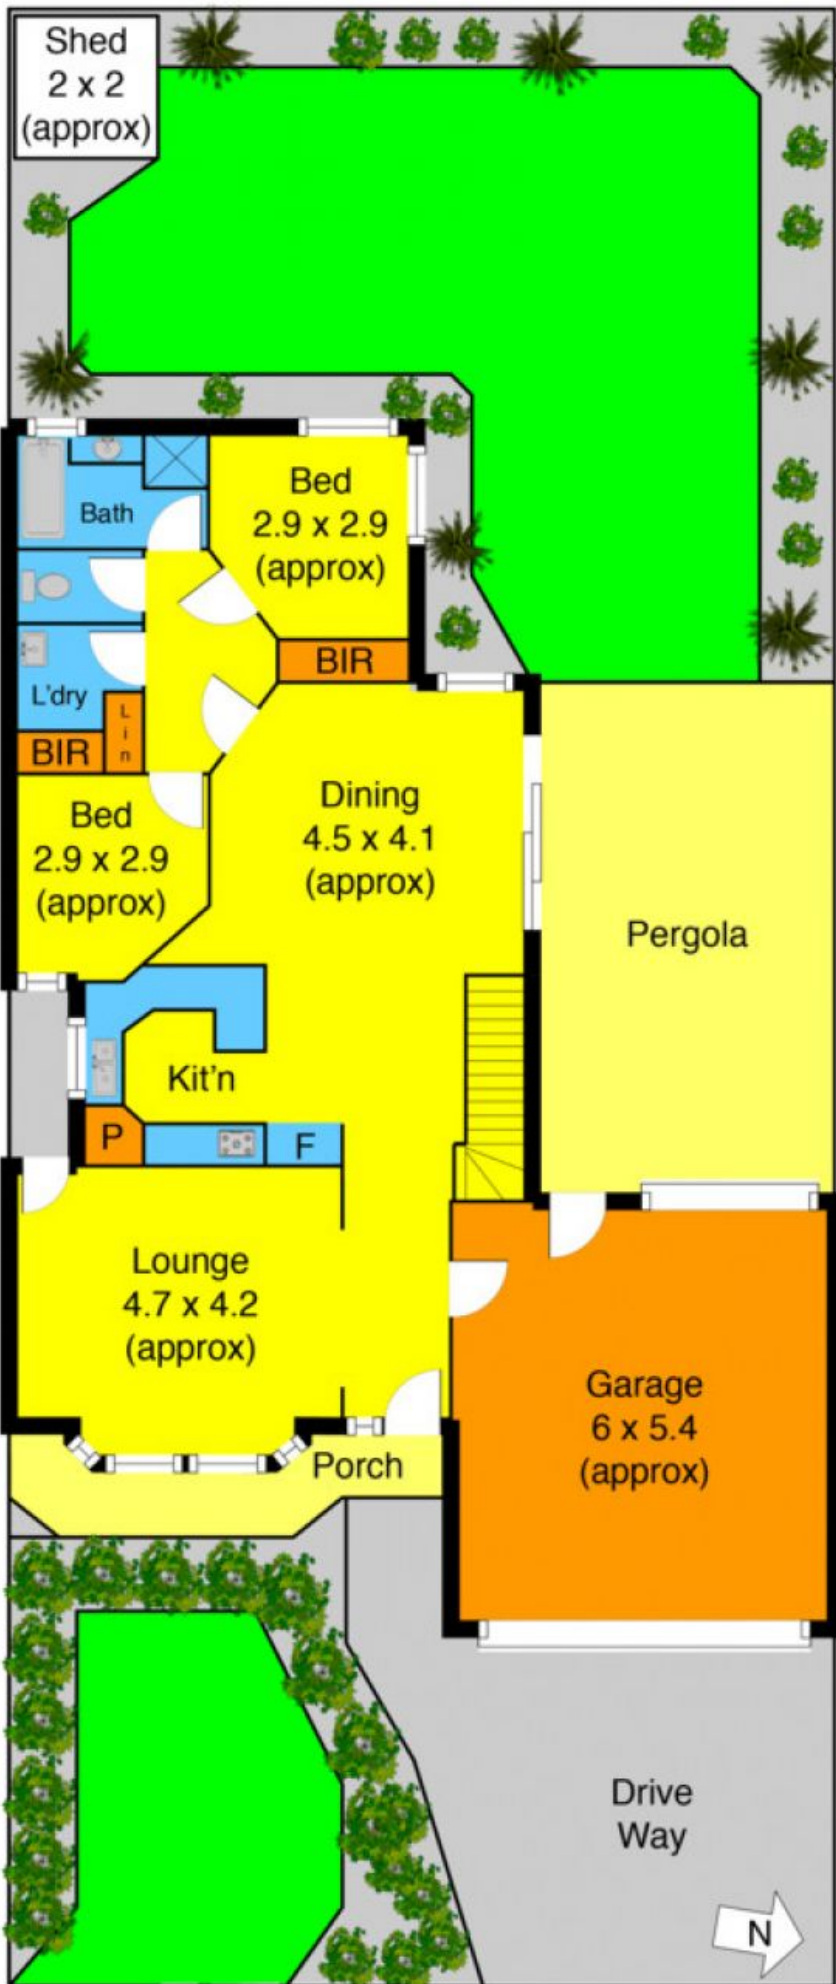 Shed
2 x 2
(approx)
Bed
2.9 x 2.9
(approx)
Bath
BIR
L'dry
L
i
n
BIR
Bed
2.9 x 2.9
(approx)
Dining
4.5 x 4.1
(approx)
Pergola
Kit'n
P
F
Lounge
4.7 x 4.2
(approx)
Garage
6 x 5.4
(approx)
Porch
Drive
Way
N